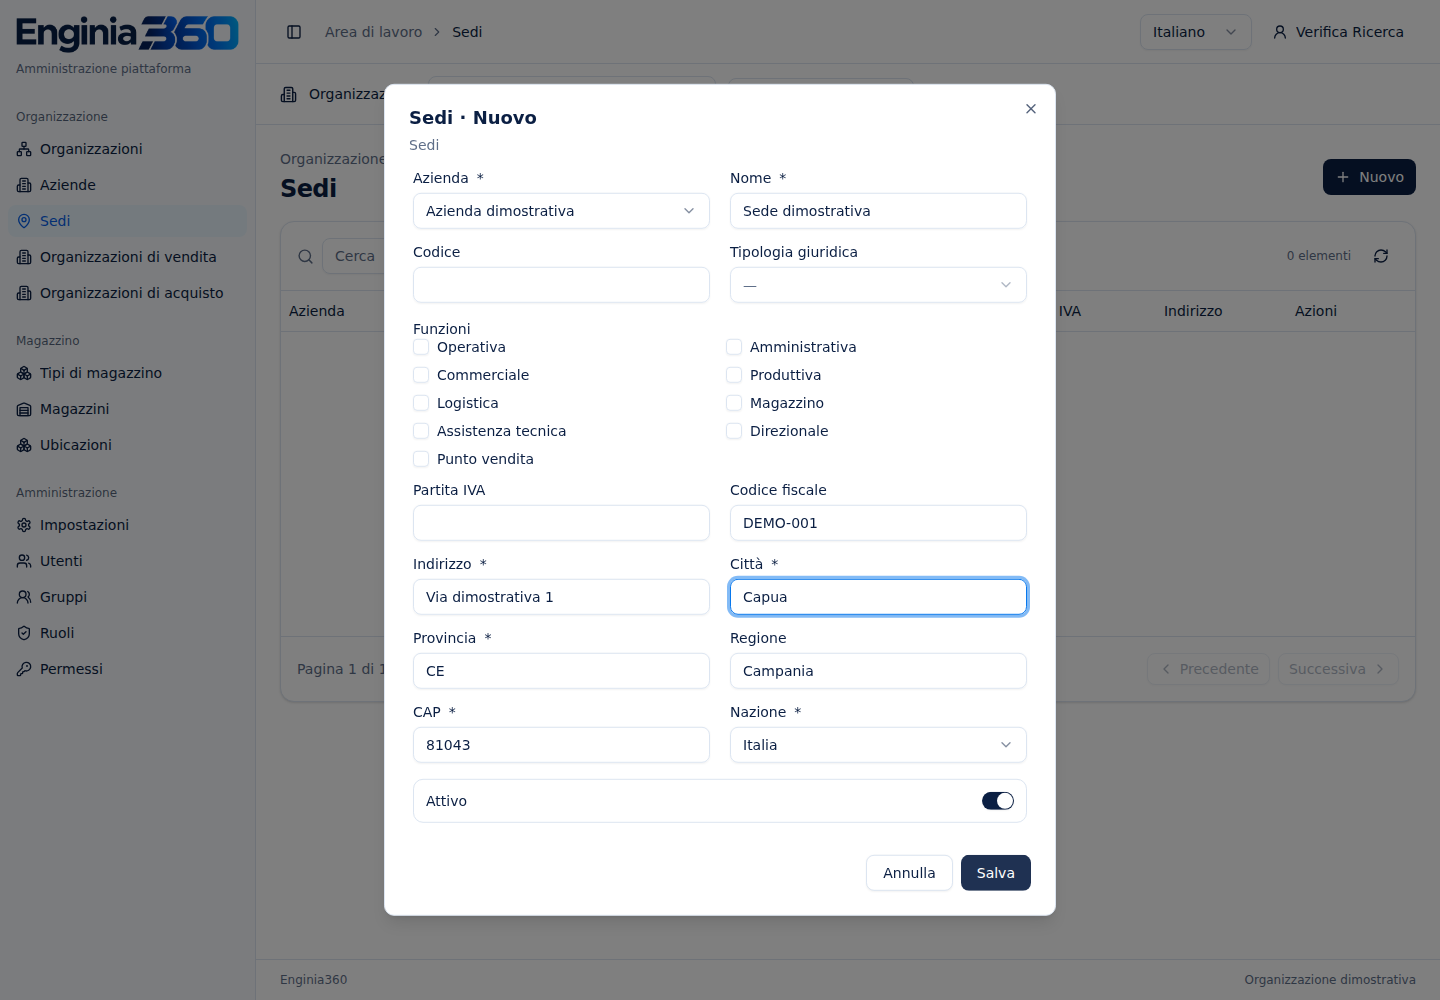 Enginia360
Amministrazione piattaforma
Organizzazione
Organizzazioni
Aziende
Sedi
Organizzazioni di vendita
Organizzazioni di acquisto
Magazzino
Tipi di magazzino
Magazzini
Ubicazioni
Amministrazione
Impostazioni
Utenti
Gruppi
Ruoli
Permessi
Area di lavoro > Sedi
Italiano
Verifica Ricerca
Organizzaz
Organizzazione
Sedi
+ Nuovo
Cerca
0 elementi
Azienda
IVA
Indirizzo
Azioni
Pagina 1 di 1
Precedente
Successiva
Sedi · Nuovo
Sedi
Azienda *
Nome *
Azienda dimostrativa
Sede dimostrativa
Codice
Tipologia giuridica
—
Funzioni
Operativa
Amministrativa
Commerciale
Produttiva
Logistica
Magazzino
Assistenza tecnica
Direzionale
Punto vendita
Partita IVA
Codice fiscale
DEMO-001
Indirizzo *
Città *
Via dimostrativa 1
Capua
Provincia *
Regione
CE
Campania
CAP *
Nazione *
81043
Italia
Attivo
Annulla
Salva
Enginia360
Organizzazione dimostrativa